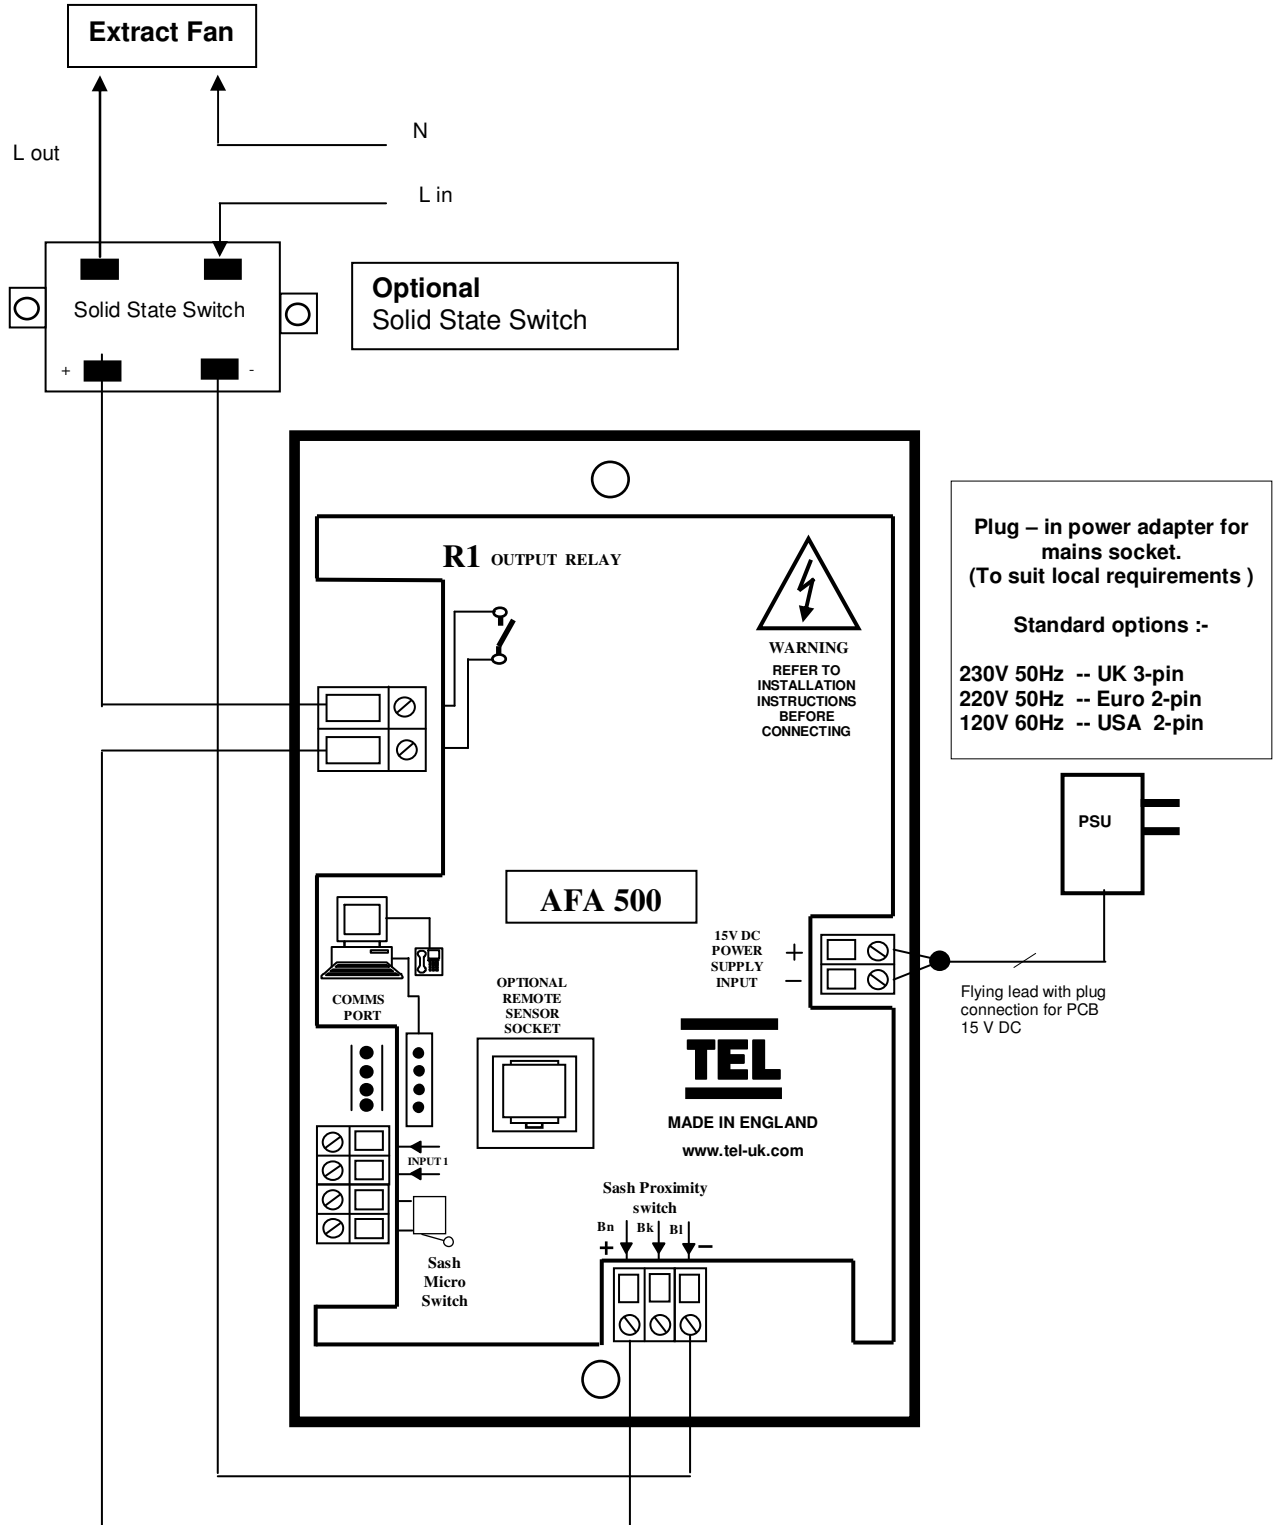 Extract Fan
N
L out
L in
Optional
Solid State Switch
Solid State Switch
+ -
Plug – in power adapter for
mains socket.
(To suit local requirements )
Standard options :-
230V 50Hz -- UK 3-pin
220V 50Hz -- Euro 2-pin
120V 60Hz -- USA 2-pin
PSU
R1 OUTPUT RELAY
WARNING
REFER TO
INSTALLATION
INSTRUCTIONS
BEFORE
CONNECTING
AFA 500
15V DC
POWER
SUPPLY
INPUT
+
–
Flying lead with plug
connection for PCB
15 V DC
COMMS
PORT
OPTIONAL
REMOTE
SENSOR
SOCKET
TEL
MADE IN ENGLAND
www.tel-uk.com
INPUT 1
Sash
Micro
Switch
Sash Proximity
switch
Bn Bk Bl
+ –